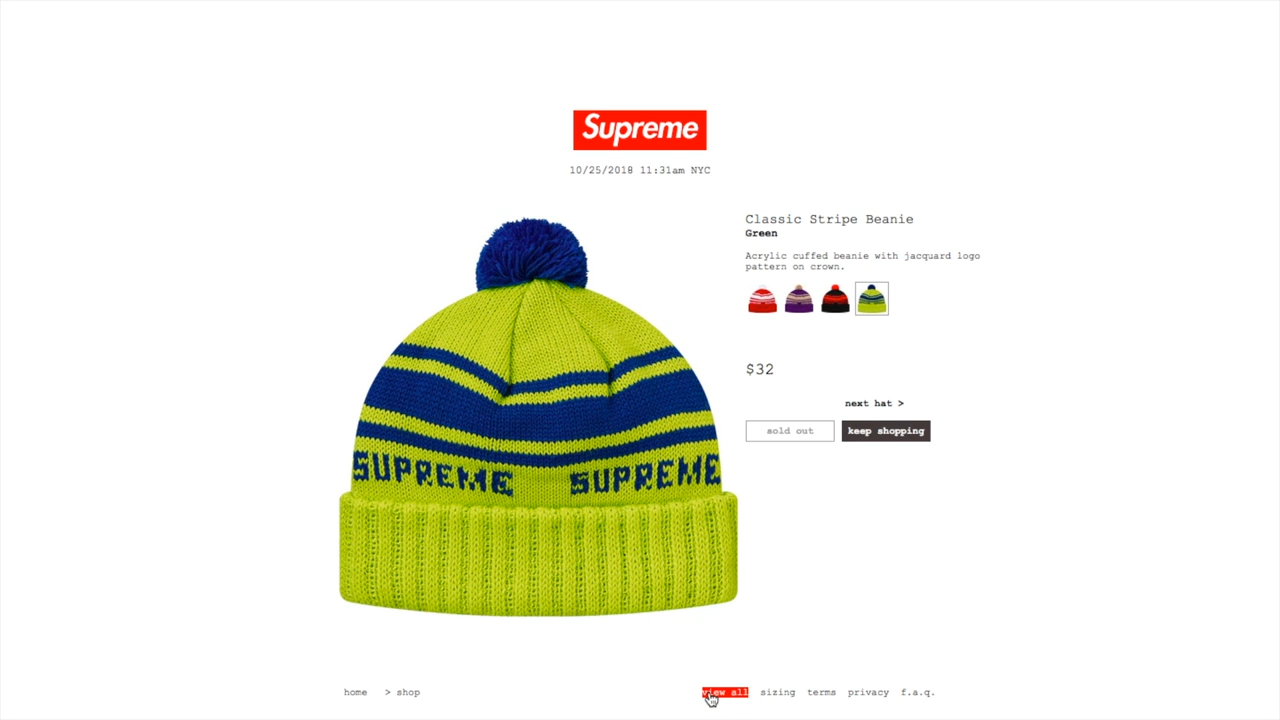 Supreme
10/25/2018 11:31am NYC
Classic Stripe Beanie
Green
Acrylic cuffed beanie with jacquard logo
pattern on crown.
$32
next hat >
sold out keep shopping
SUPREME SUPREME
home > shop view all sizing terms privacy f.a.q.